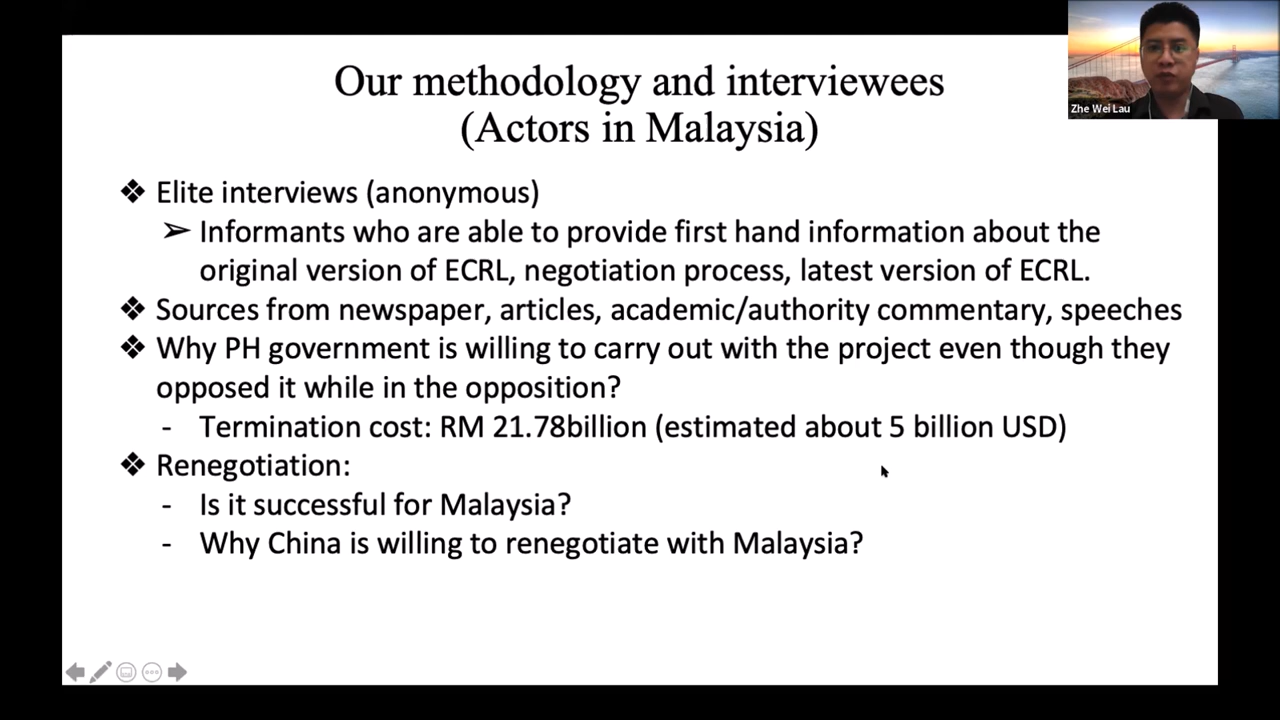 Our methodology and interviewees
(Actors in Malaysia)
Zhe Wei Lau
❖ Elite interviews (anonymous)
➢ Informants who are able to provide first hand information about the
original version of ECRL, negotiation process, latest version of ECRL.
❖ Sources from newspaper, articles, academic/authority commentary, speeches
❖ Why PH government is willing to carry out with the project even though they
opposed it while in the opposition?
- Termination cost: RM 21.78billion (estimated about 5 billion USD)
❖ Renegotiation:
- Is it successful for Malaysia?
- Why China is willing to renegotiate with Malaysia?